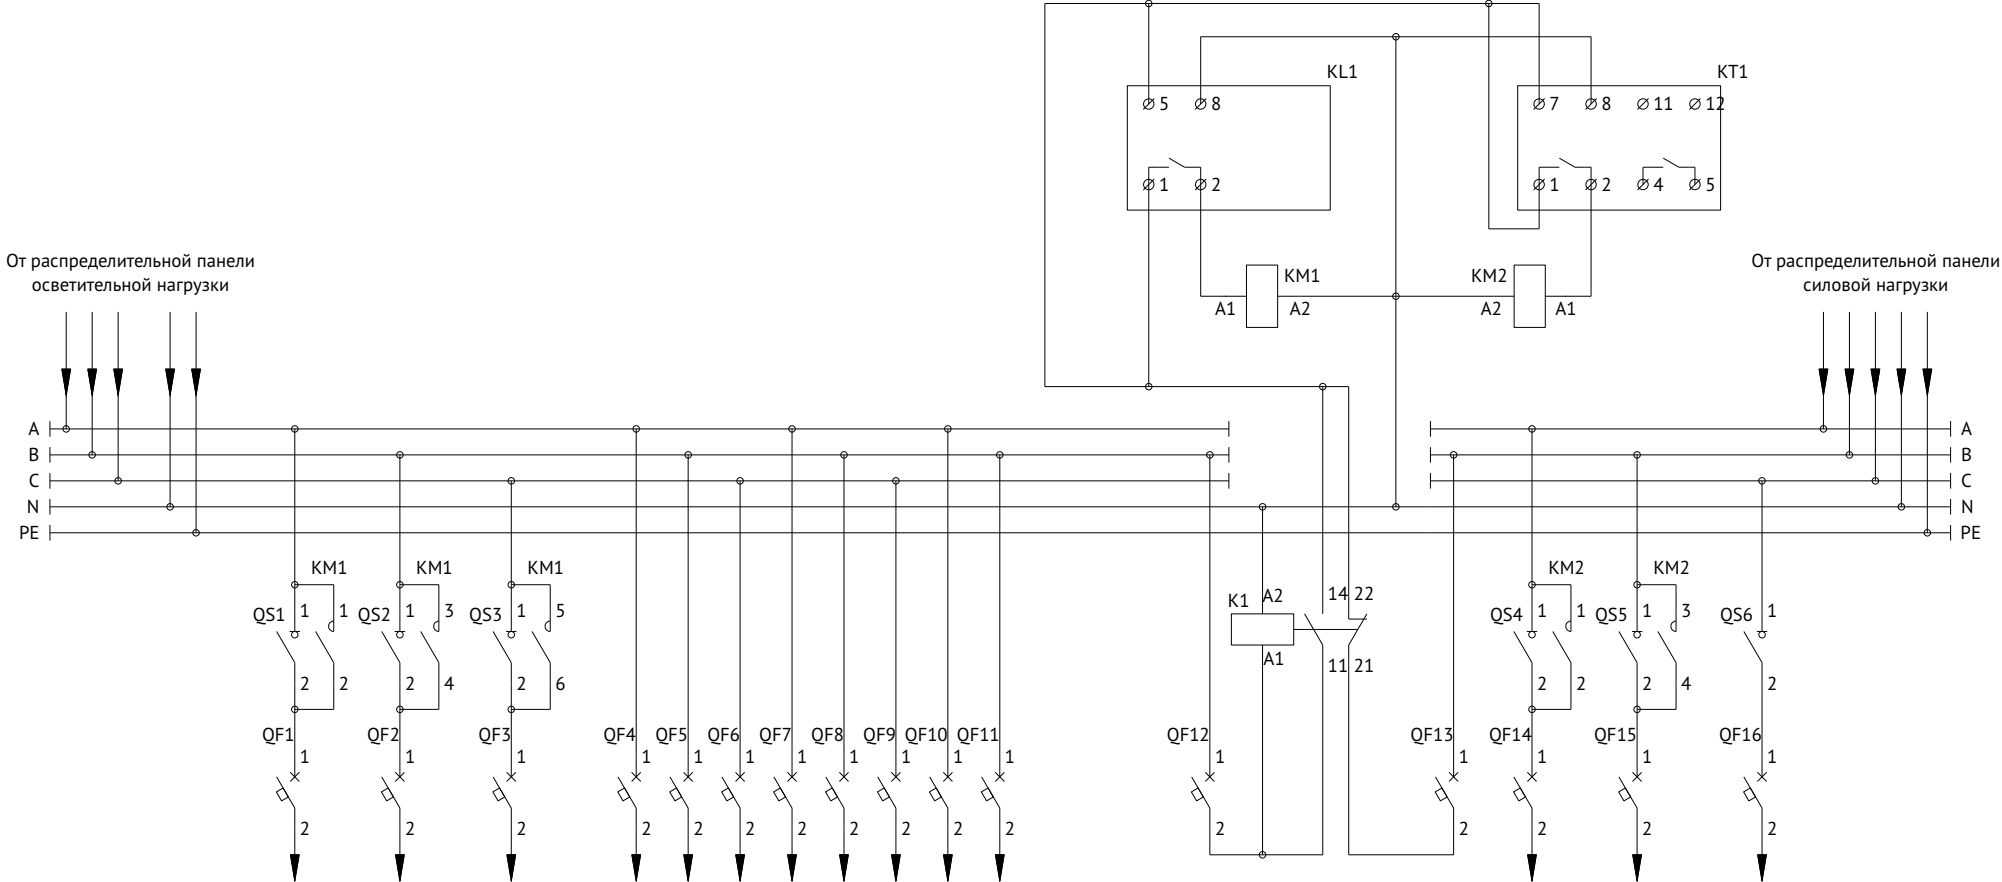 KL1
KT1
5 8
7 8 11 12
1 2
1 2 4 5
От распределительной панели
осветительной нагрузки
KM1
A1 A2
KM2
A2 A1
От распределительной панели
силовой нагрузки
A
B
C
N
PE
A
B
C
N
PE
KM1 KM1 KM1
QS1 1 1 QS2 1 3 QS3 1 5
2 2 2 4 2 6
K1 A2 14 22
A1 11 21
KM2 KM2
QS4 1 1 QS5 1 3 QS6 1
2 2 2 4 2
QF1 QF2 QF3 QF4 QF5 QF6 QF7 QF8 QF9 QF10 QF11 QF12 QF13 QF14 QF15 QF16
1 1 1 1 1 1 1 1 1 1 1 1 1 1 1 1
2 2 2 2 2 2 2 2 2 2 2 2 2 2 2 2